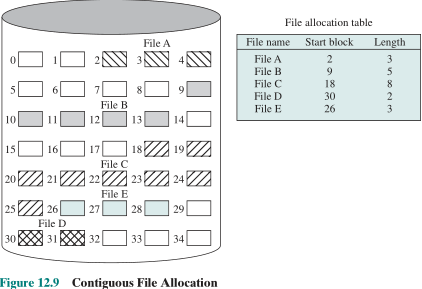 File allocation table
File name Start block Length
File A 2 3
File B 9 5
File C 18 8
File D 30 2
File E 26 3
File A
0 1 2 3 4
5 6 7 8 9
File B
10 11 12 13 14
15 16 17 18 19
File C
20 21 22 23 24
File E
25 26 27 28 29
File D
30 31 32 33 34
Figure 12.9 Contiguous File Allocation